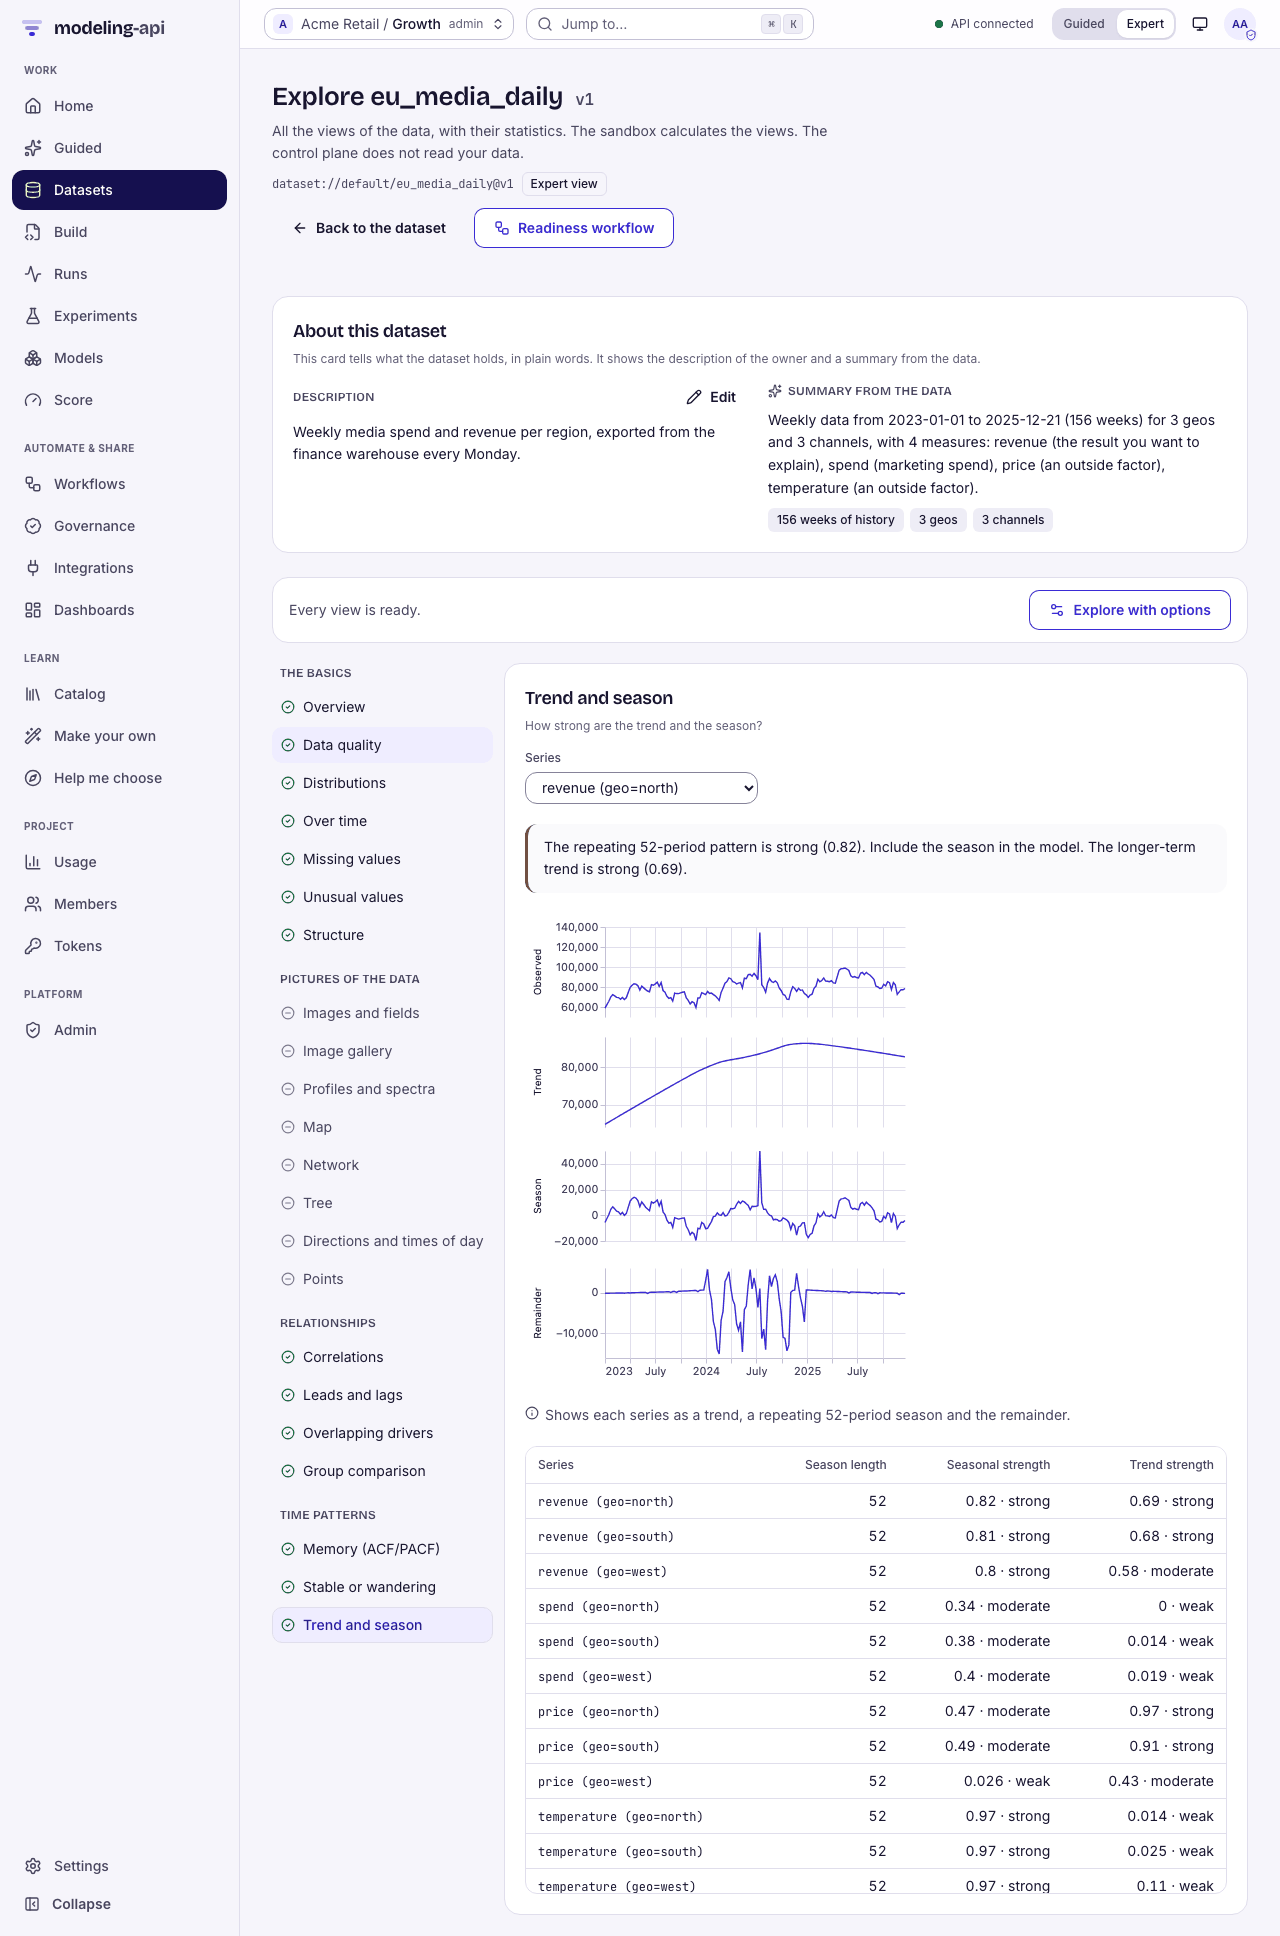 modeling-api
WORK
Home
Guided
Datasets
Build
Runs
Experiments
Models
Score
AUTOMATE & SHARE
Workflows
Governance
Integrations
Dashboards
LEARN
Catalog
Make your own
Help me choose
PROJECT
Usage
Members
Tokens
PLATFORM
Admin
Settings
Collapse
A Acme Retail / Growth admin
Jump to... ⌘ K
API connected
Guided Expert
AA
Explore eu_media_daily v1
All the views of the data, with their statistics. The sandbox calculates the views. The
control plane does not read your data.
dataset://default/eu_media_daily@v1 Expert view
Back to the dataset Readiness workflow
About this dataset
This card tells what the dataset holds, in plain words. It shows the description of the owner and a summary from the data.
DESCRIPTION Edit
Weekly media spend and revenue per region, exported from the
finance warehouse every Monday.
SUMMARY FROM THE DATA
Weekly data from 2023-01-01 to 2025-12-21 (156 weeks) for 3 geos
and 3 channels, with 4 measures: revenue (the result you want to
explain), spend (marketing spend), price (an outside factor),
temperature (an outside factor).
156 weeks of history 3 geos 3 channels
Every view is ready. Explore with options
THE BASICS
Overview
Data quality
Distributions
Over time
Missing values
Unusual values
Structure
PICTURES OF THE DATA
Images and fields
Image gallery
Profiles and spectra
Map
Network
Tree
Directions and times of day
Points
RELATIONSHIPS
Correlations
Leads and lags
Overlapping drivers
Group comparison
TIME PATTERNS
Memory (ACF/PACF)
Stable or wandering
Trend and season
Trend and season
How strong are the trend and the season?
Series
revenue (geo=north)
The repeating 52-period pattern is strong (0.82). Include the season in the model. The longer-term
trend is strong (0.69).
Observed
140,000
120,000
100,000
80,000
60,000
Trend
80,000
70,000
Season
40,000
20,000
0
−20,000
Remainder
0
−10,000
2023 July 2024 July 2025 July
Shows each series as a trend, a repeating 52-period season and the remainder.
Series Season length Seasonal strength Trend strength
revenue (geo=north) 52 0.82 · strong 0.69 · strong
revenue (geo=south) 52 0.81 · strong 0.68 · strong
revenue (geo=west) 52 0.8 · strong 0.58 · moderate
spend (geo=north) 52 0.34 · moderate 0 · weak
spend (geo=south) 52 0.38 · moderate 0.014 · weak
spend (geo=west) 52 0.4 · moderate 0.019 · weak
price (geo=north) 52 0.47 · moderate 0.97 · strong
price (geo=south) 52 0.49 · moderate 0.91 · strong
price (geo=west) 52 0.026 · weak 0.43 · moderate
temperature (geo=north) 52 0.97 · strong 0.014 · weak
temperature (geo=south) 52 0.97 · strong 0.025 · weak
temperature (geo=west) 52 0.97 · strong 0.11 · weak